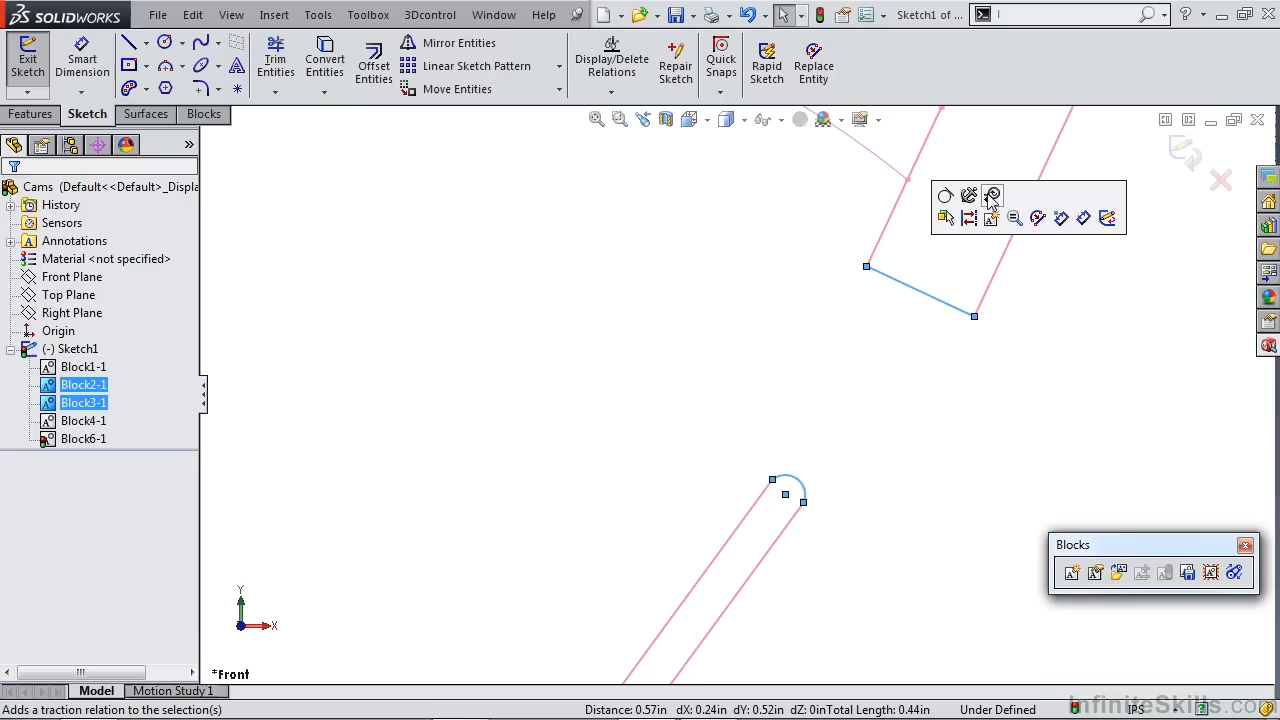 SOLIDWORKS File Edit View Insert Tools Toolbox 3Dcontrol Window Help Sketch1 of ...
Exit Sketch
Smart Dimension
Trim Entities
Convert Entities
Offset Entities
Mirror Entities
Linear Sketch Pattern
Move Entities
Display/Delete Relations
Repair Sketch
Quick Snaps
Rapid Sketch
Replace Entity
Features Sketch Surfaces Blocks
Cams (Default<<Default>_Displa
History
Sensors
Annotations
Material <not specified>
Front Plane
Top Plane
Right Plane
Origin
(-) Sketch1
Block1-1
Block2-1
Block3-1
Block4-1
Block6-1
Blocks
Y
X
*Front
Model Motion Study 1
InfiniteSkills.com
Adds a traction relation to the selection(s) Distance: 0.57in dX: 0.24in dY: 0.52in dZ: 0inTotal Length: 0.44in Under Defined IPS